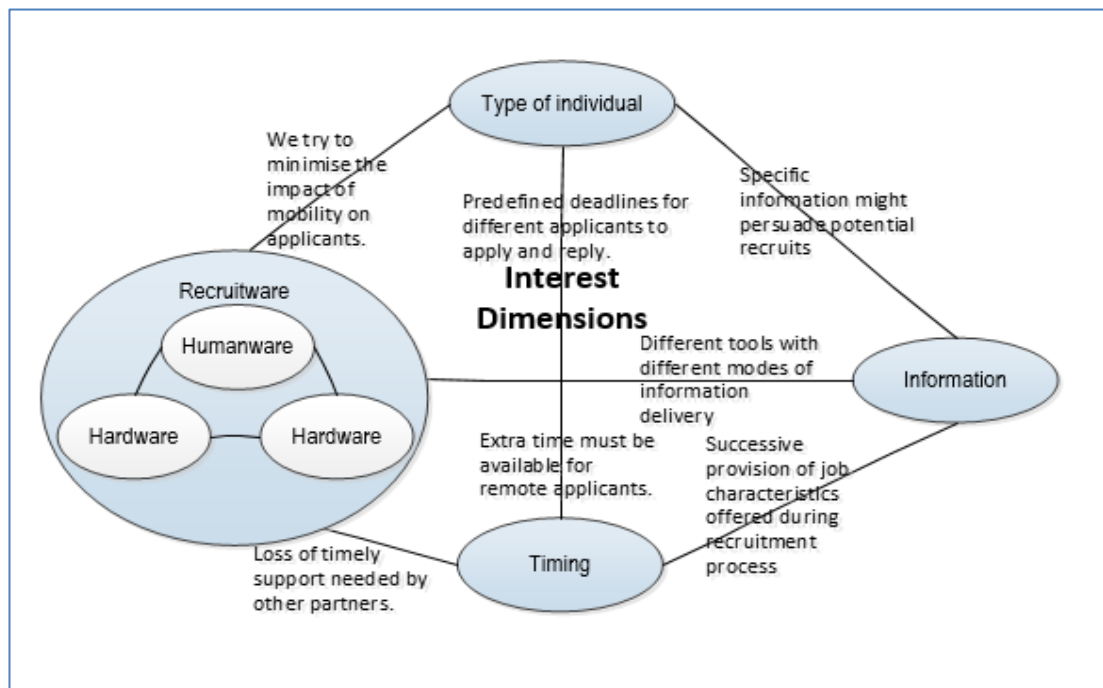 Type of individual
We try to
minimise the
impact of
mobility on
applicants.
Predefined deadlines for
different applicants to
apply and reply.
Specific
information might
persuade potential
recruits
Interest
Dimensions
Recruitware
Humanware
Hardware
Hardware
Different tools with
different modes of
information
delivery
Information
Extra time must be
available for
remote applicants.
Successive
provision of job
characteristics
offered during
recruitment
process
Loss of timely
support needed by
other partners.
Timing